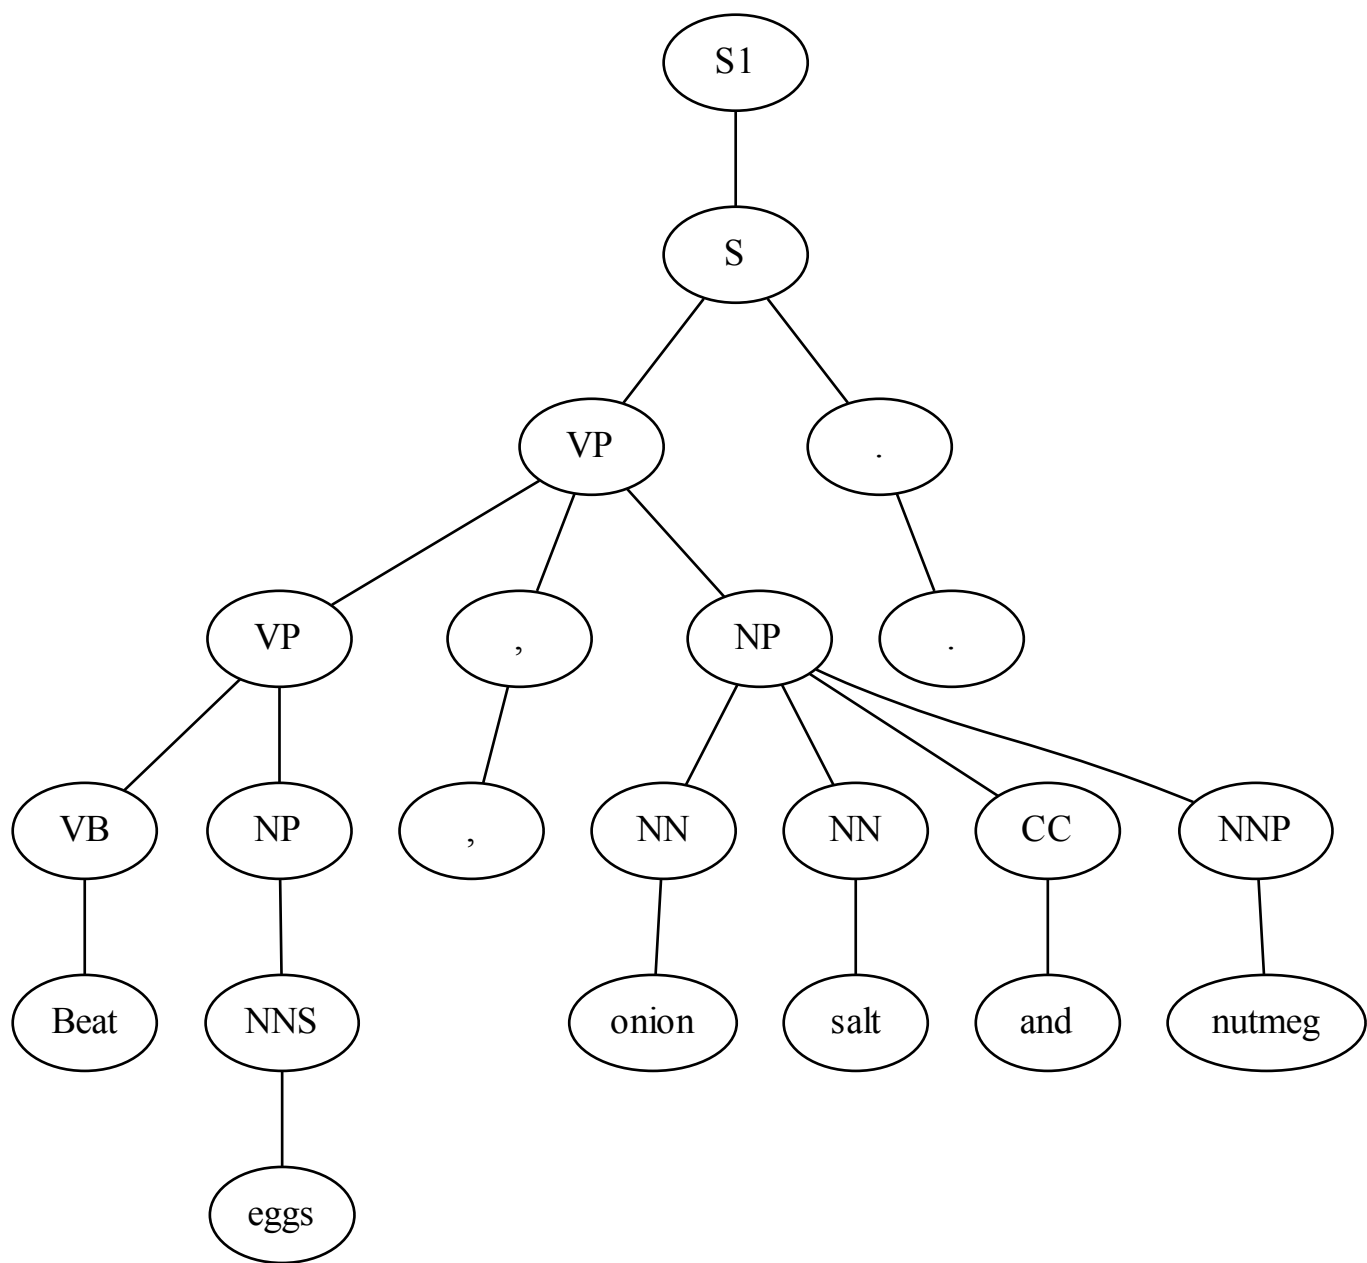 S1
S
VP .
VP , NP .
VB NP , NN NN CC NNP
Beat NNS onion salt and nutmeg
eggs